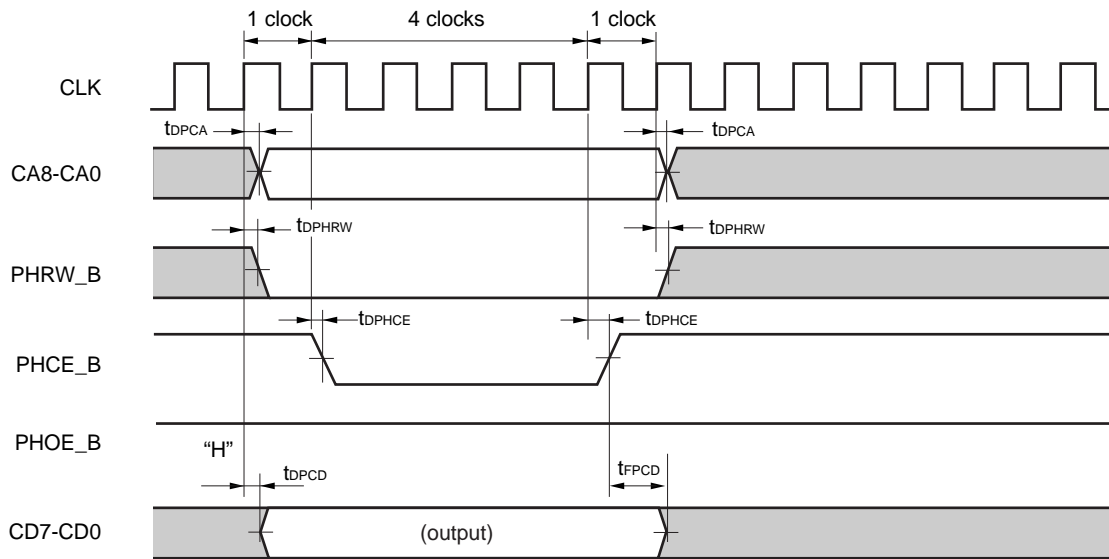 1 clock 4 clocks 1 clock
CLK
tDPCA tDPCA
CA8-CA0
tDPHRW tDPHRW
PHRW_B
tDPHCE tDPHCE
PHCE_B
PHOE_B
“H”
tDPCD tFPCD
CD7-CD0 (output)